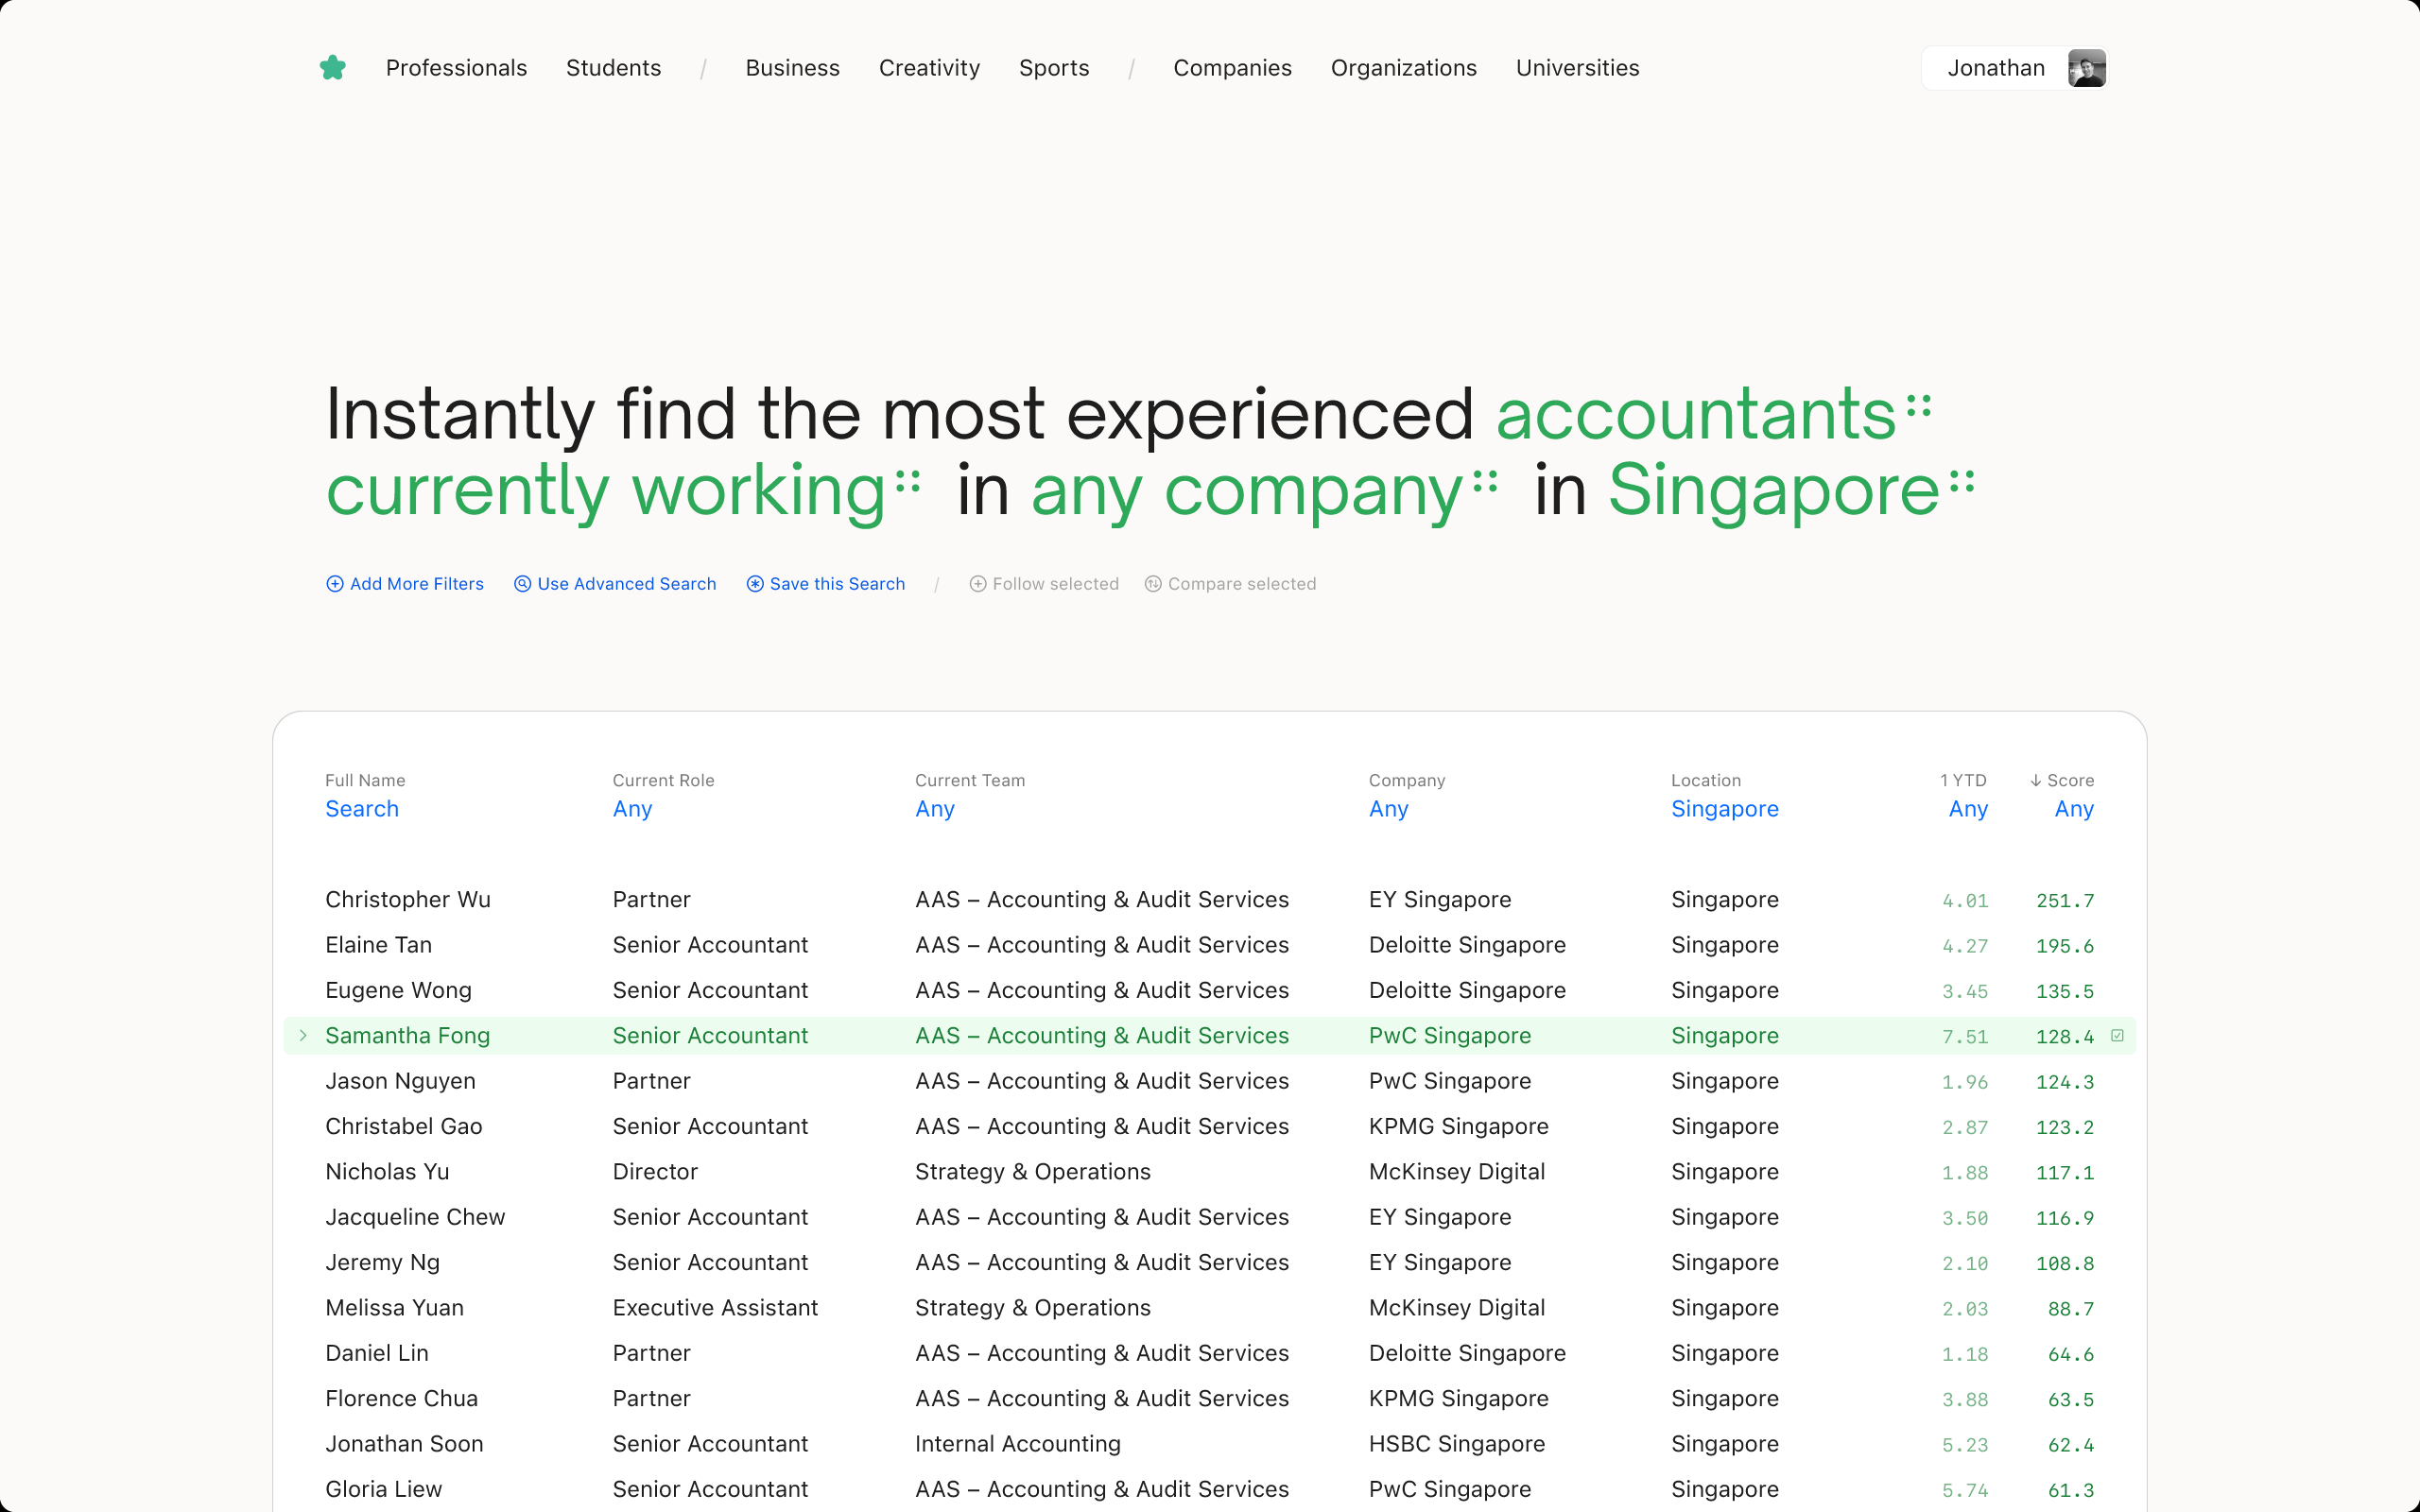 Professionals Students / Business Creativity Sports / Companies Organizations Universities Jonathan
Instantly find the most experienced accountants
currently working in any company in Singapore
Add More Filters Use Advanced Search Save this Search / Follow selected Compare selected
Full Name Current Role Current Team Company Location 1 YTD ↓ Score
Search Any Any Any Singapore Any Any
Christopher Wu Partner AAS – Accounting & Audit Services EY Singapore Singapore 4.01 251.7
Elaine Tan Senior Accountant AAS – Accounting & Audit Services Deloitte Singapore Singapore 4.27 195.6
Eugene Wong Senior Accountant AAS – Accounting & Audit Services Deloitte Singapore Singapore 3.45 135.5
Samantha Fong Senior Accountant AAS – Accounting & Audit Services PwC Singapore Singapore 7.51 128.4
Jason Nguyen Partner AAS – Accounting & Audit Services PwC Singapore Singapore 1.96 124.3
Christabel Gao Senior Accountant AAS – Accounting & Audit Services KPMG Singapore Singapore 2.87 123.2
Nicholas Yu Director Strategy & Operations McKinsey Digital Singapore 1.88 117.1
Jacqueline Chew Senior Accountant AAS – Accounting & Audit Services EY Singapore Singapore 3.50 116.9
Jeremy Ng Senior Accountant AAS – Accounting & Audit Services EY Singapore Singapore 2.10 108.8
Melissa Yuan Executive Assistant Strategy & Operations McKinsey Digital Singapore 2.03 88.7
Daniel Lin Partner AAS – Accounting & Audit Services Deloitte Singapore Singapore 1.18 64.6
Florence Chua Partner AAS – Accounting & Audit Services KPMG Singapore Singapore 3.88 63.5
Jonathan Soon Senior Accountant Internal Accounting HSBC Singapore Singapore 5.23 62.4
Gloria Liew Senior Accountant AAS – Accounting & Audit Services PwC Singapore Singapore 5.74 61.3